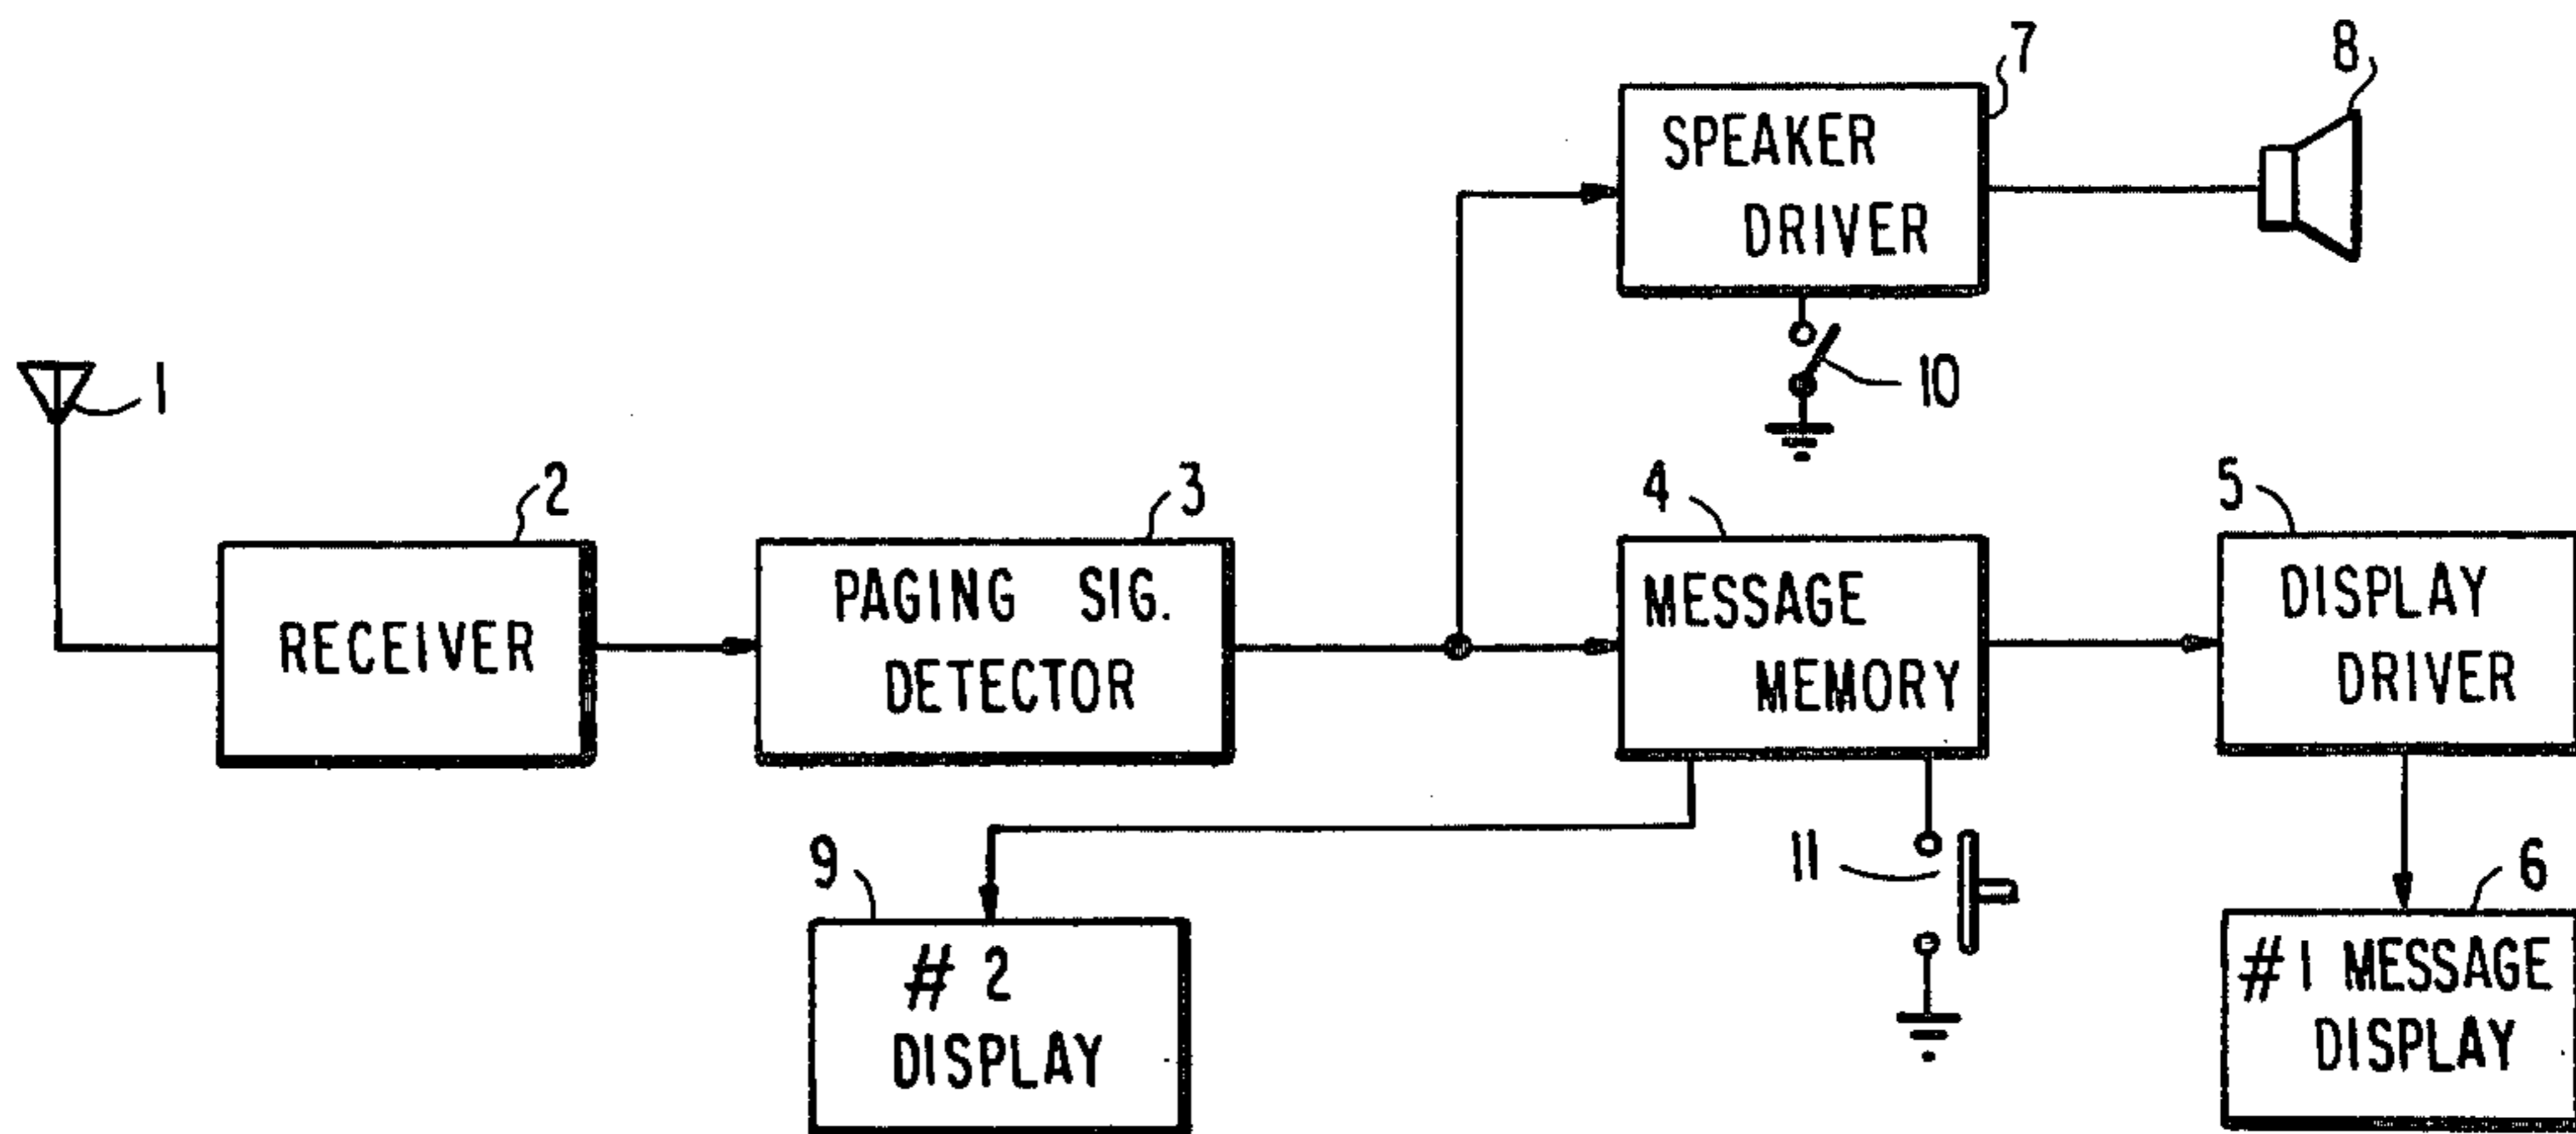 7
8
SPEAKER
DRIVER
1
10
2
3
4
5
RECEIVER
PAGING SIG.
DETECTOR
MESSAGE
MEMORY
DISPLAY
DRIVER
9
11
6
# 2
DISPLAY
# 1 MESSAGE
DISPLAY